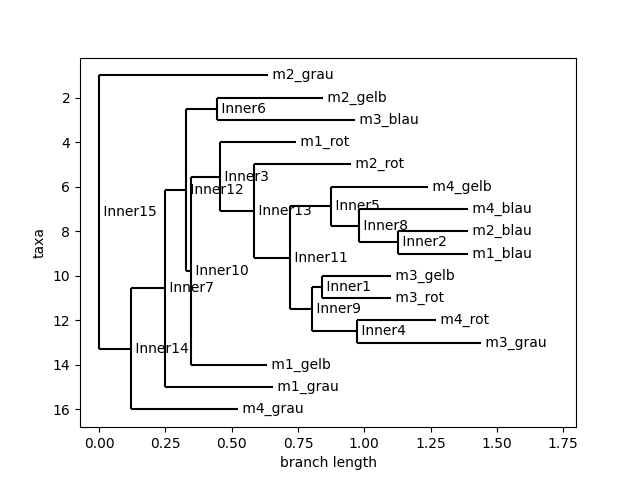 m2_grau
m2_gelb
Inner6
m3_blau
m1_rot
m2_rot
Inner3
m4_gelb
Inner12
Inner5
m4_blau
Inner15
Inner13
Inner8
m2_blau
Inner2
m1_blau
Inner11
Inner10
m3_gelb
Inner7
Inner1
m3_rot
Inner9
m4_rot
Inner4
m3_grau
Inner14
m1_gelb
m1_grau
m4_grau
2
4
6
8
10
12
14
16
taxa
0.00 0.25 0.50 0.75 1.00 1.25 1.50 1.75
branch length